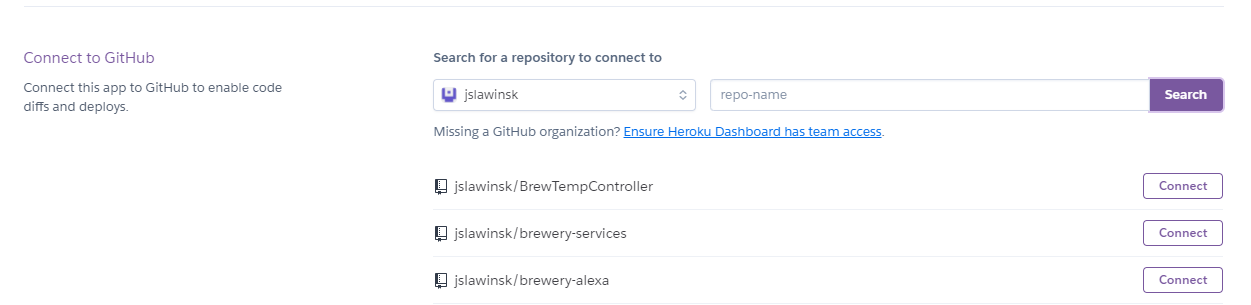 Connect to GitHub
Connect this app to GitHub to enable code
diffs and deploys.
Search for a repository to connect to
jslawinsk
repo-name
Search
Missing a GitHub organization? Ensure Heroku Dashboard has team access.
jslawinsk/BrewTempController
Connect
jslawinsk/brewery-services
Connect
jslawinsk/brewery-alexa
Connect